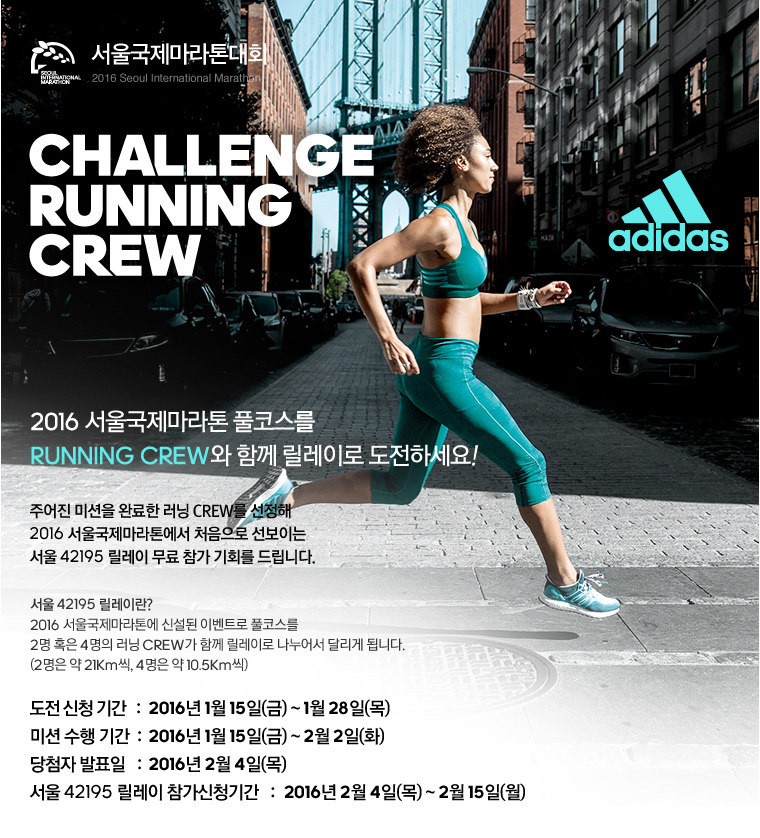 SEOUL
INTERNATIONAL
MARATHON
서울국제마라톤대회
2016 Seoul International Marathon
CHALLENGE
RUNNING
CREW
adidas
2016 서울국제마라톤 풀코스를
RUNNING CREW와 함께 릴레이로 도전하세요!
주어진 미션을 완료한 러닝 CREW를 선정해
2016 서울국제마라톤에서 처음으로 선보이는
서울 42195 릴레이 무료 참가 기회를 드립니다.
서울 42195 릴레이란?
2016 서울국제마라톤에 신설된 이벤트로 풀코스를
2명 혹은 4명의 러닝 CREW가 함께 릴레이로 나누어서 달리게 됩니다.
(2명은 약 21Km씩, 4명은 약 10.5Km씩)
도전 신청 기간 : 2016년 1월 15일(금) ~ 1월 28일(목)
미션 수행 기간 : 2016년 1월 15일(금) ~ 2월 2일(화)
당첨자 발표일 : 2016년 2월 4일(목)
서울 42195 릴레이 참가신청기간 : 2016년 2월 4일(목) ~ 2월 15일(월)